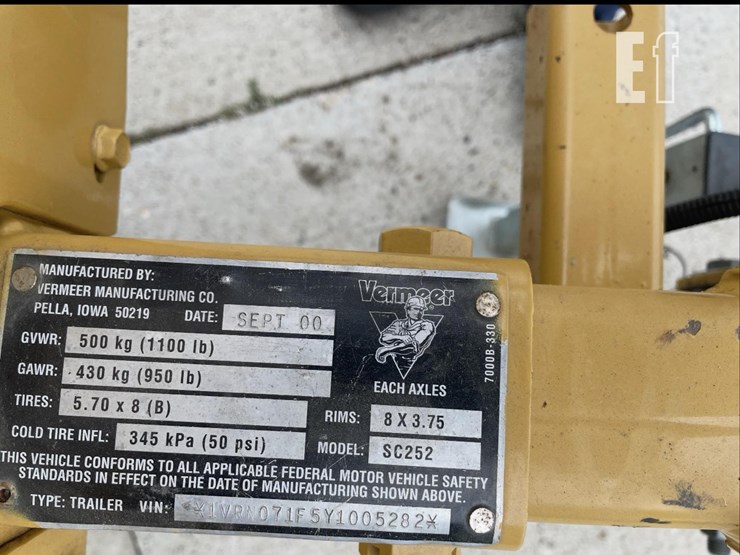 Ef
MANUFACTURED BY:
VERMEER MANUFACTURING CO.
PELLA, IOWA 50219 DATE: SEPT 00
GVWR: 500 kg (1100 lb)
GAWR: 430 kg (950 lb)
TIRES: 5.70 x 8 (B)
COLD TIRE INFL: 345 kPa (50 psi)
Vermeer
EACH AXLES
RIMS: 8 X 3.75
MODEL: SC252
7000B-330
THIS VEHICLE CONFORMS TO ALL APPLICABLE FEDERAL MOTOR VEHICLE SAFETY
STANDARDS IN EFFECT ON THE DATE OF MANUFACTURING SHOWN ABOVE.
TYPE: TRAILER VIN: *1VRN071F5Y1005282*